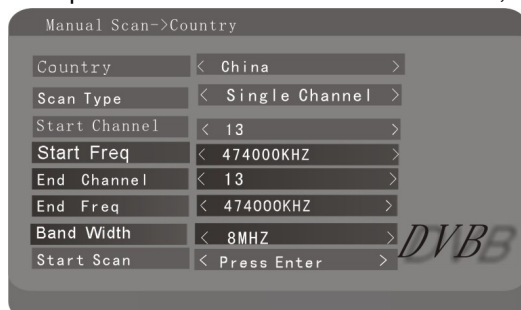 Manual Scan->Country
Country < China >
Scan Type < Single Channel >
Start Channel < 13 >
Start Freq < 474000KHZ >
End Channel < 13 >
End Freq < 474000KHZ >
Band Width < 8MHZ >
Start Scan < Press Enter >
DVB